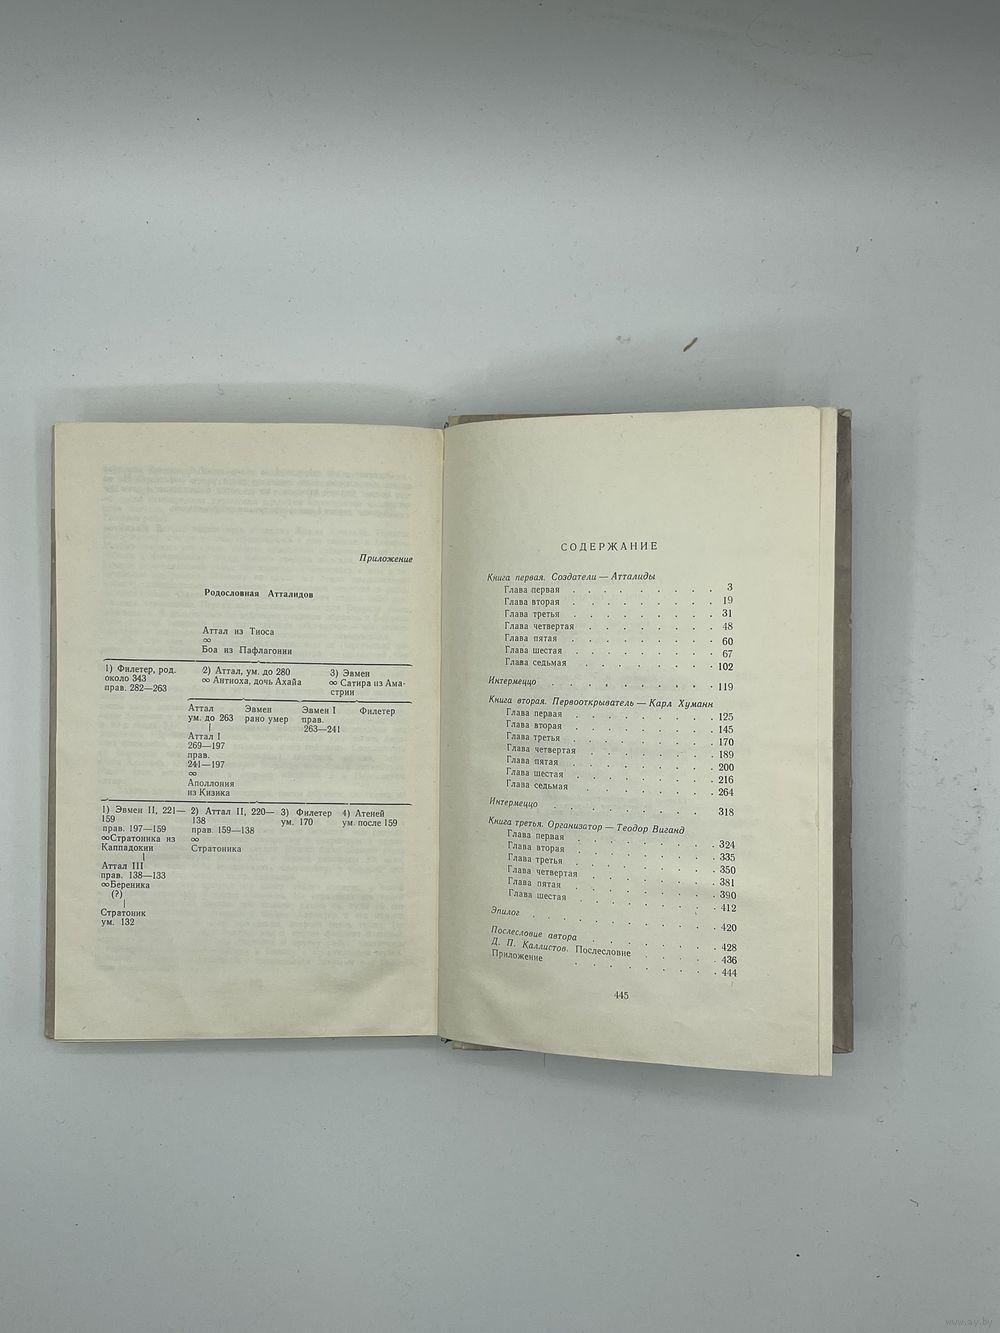 Приложение
Родословная Атталидов
Аттал из Тиоса
∞
Боа из Пафлагонии
1) Филетер, род. около 343 прав. 282—263
2) Аттал, ум. до 280 ∞ Антиоха, дочь Ахайа
3) Эвмен ∞ Сатира из Ама- стрии
Аттал ум. до 263
Эвмен рано умер
Эвмен I прав. 263—241
Филетер
Аттал I
269—197
прав.
241—197
∞
Аполлония
из Кизика
1) Эвмен II, 221— 159 прав. 197—159 ∞Стратоника из Каппадокии
2) Аттал II, 220— 138 прав. 159—138 ∞ Стратоника
3) Филетер ум. 170
4) Атеней ум. после 159
Аттал III
прав. 138—133
∞Береника
(?)
Стратоник
ум. 132
СОДЕРЖАНИЕ
Книга первая. Создатели — Атталиды
Глава первая . . . . . . . . . 3
Глава вторая . . . . . . . . . 19
Глава третья . . . . . . . . . 31
Глава четвертая . . . . . . . . 48
Глава пятая . . . . . . . . . 60
Глава шестая . . . . . . . . . 67
Глава седьмая . . . . . . . . 102
Интермеццо . . . . . . . . . . 119
Книга вторая. Первооткрыватель — Карл Хуманн
Глава первая . . . . . . . . . 125
Глава вторая . . . . . . . . . 145
Глава третья . . . . . . . . . 170
Глава четвертая . . . . . . . . 189
Глава пятая . . . . . . . . . 200
Глава шестая . . . . . . . . . 216
Глава седьмая . . . . . . . . 264
Интермеццо . . . . . . . . . . 318
Книга третья. Организатор — Теодор Виганд
Глава первая . . . . . . . . . 324
Глава вторая . . . . . . . . . 335
Глава третья . . . . . . . . . 350
Глава четвертая . . . . . . . . 381
Глава пятая . . . . . . . . . 390
Глава шестая . . . . . . . . . 412
Эпилог . . . . . . . . . . . 420
Послесловие автора . . . . . . . 428
Д. П. Каллистов. Послесловие . . . . 436
Приложение . . . . . . . . . 444
445
www.ay.by